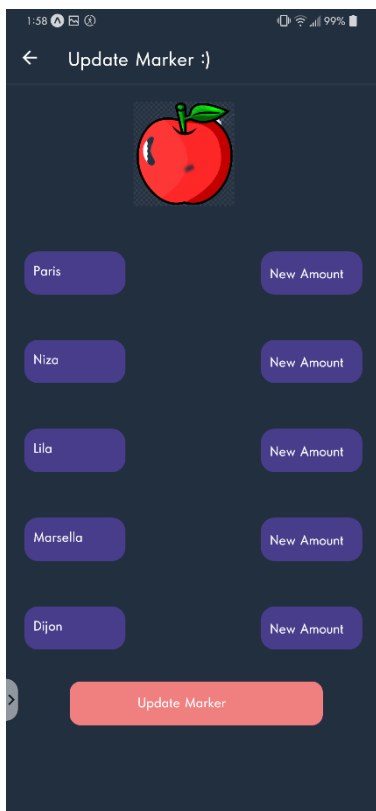 1:58 99%
Update Marker :)
Paris New Amount
Niza New Amount
Lila New Amount
Marsella New Amount
Dijon New Amount
Update Marker